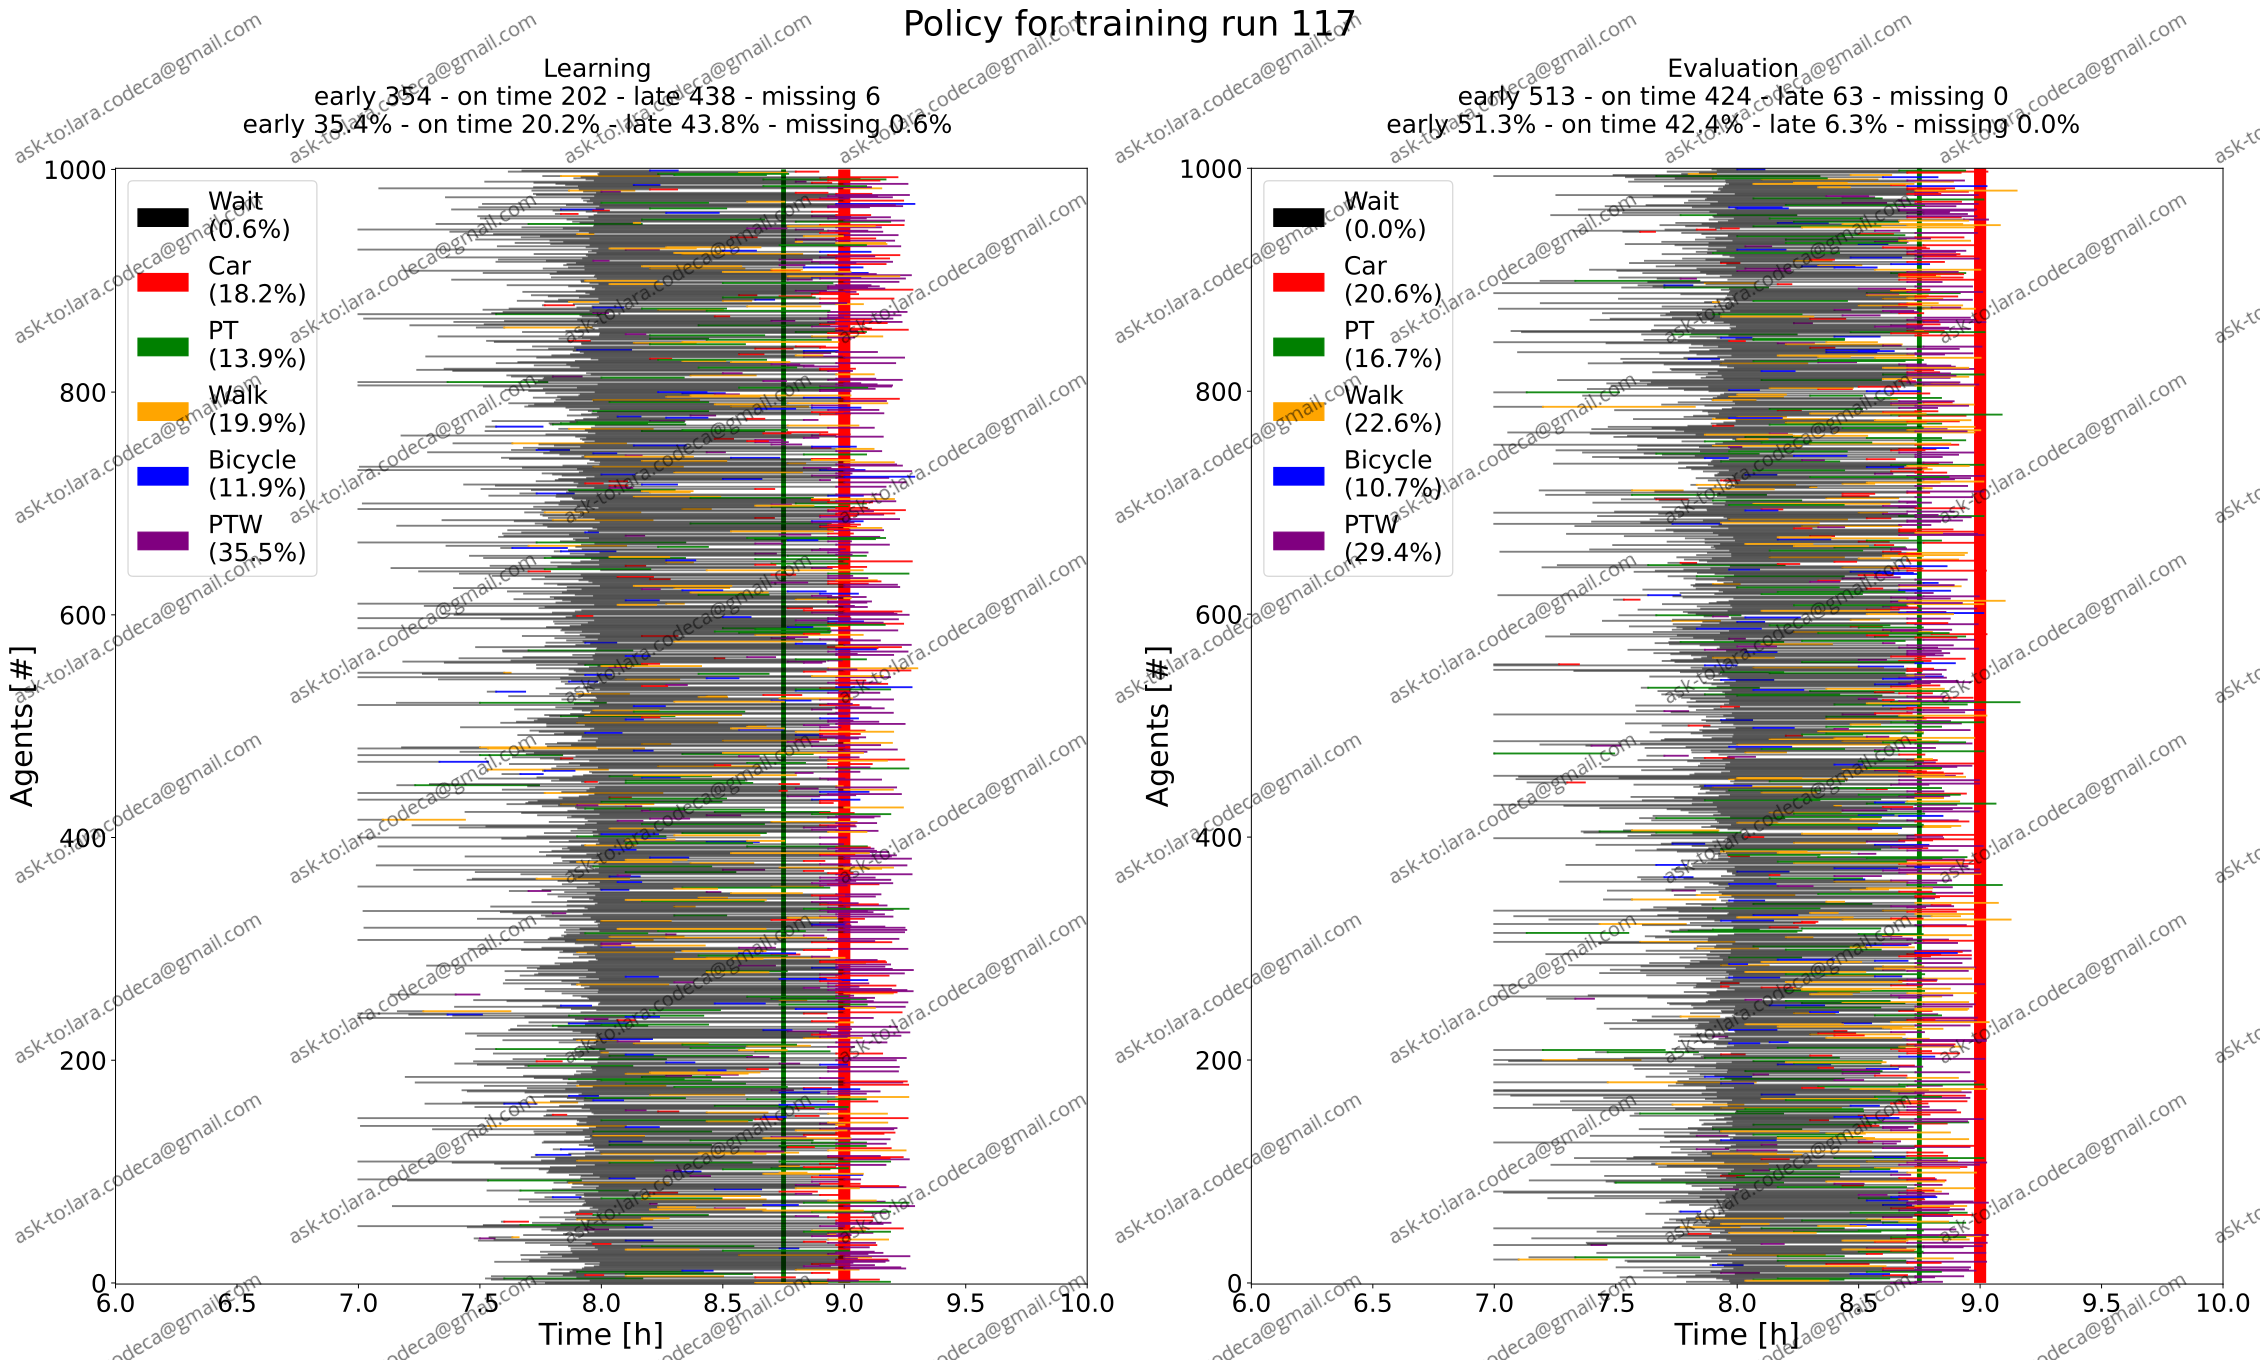 Policy for training run 117
Learning
early 354 - on time 202 - late 438 - missing 6
early 35.4% - on time 20.2% - late 43.8% - missing 0.6%
Agents [#]
1000
800
600
400
200
0
Wait
(0.6%)
Car
(18.2%)
PT
(13.9%)
Walk
(19.9%)
Bicycle
(11.9%)
PTW
(35.5%)
6.0 6.5 7.0 7.5 8.0 8.5 9.0 9.5 10.0
Time [h]
Evaluation
early 513 - on time 424 - late 63 - missing 0
early 51.3% - on time 42.4% - late 6.3% - missing 0.0%
Agents [#]
1000
800
600
400
200
0
Wait
(0.0%)
Car
(20.6%)
PT
(16.7%)
Walk
(22.6%)
Bicycle
(10.7%)
PTW
(29.4%)
6.0 6.5 7.0 7.5 8.0 8.5 9.0 9.5 10.0
Time [h]
ask-to:lara.codeca@gmail.com